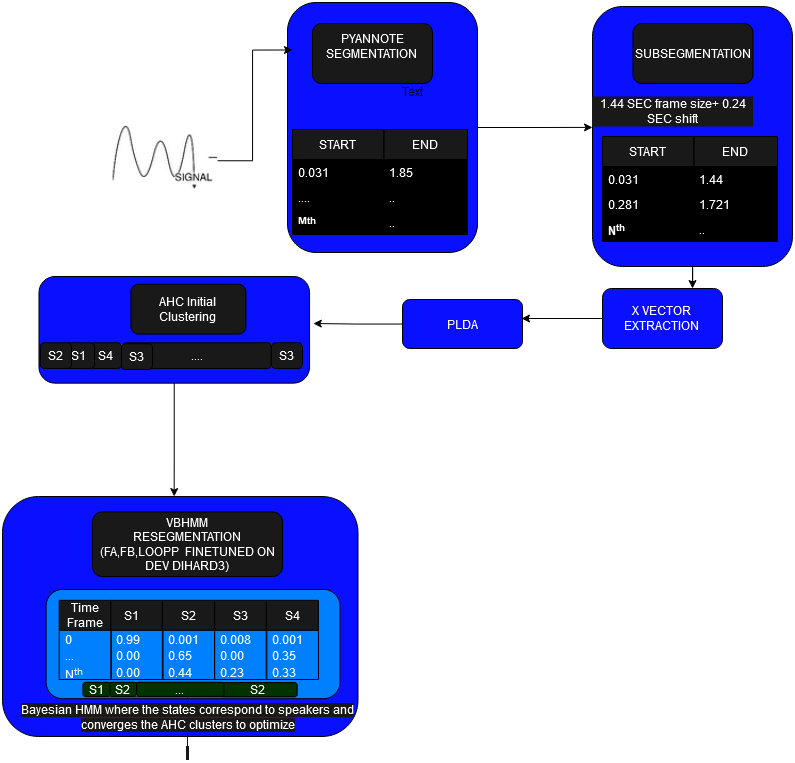 PYANNOTE
SEGMENTATION
Text
START END
0.031 1.85
.... ..
Mth ..
SIGNAL
SUBSEGMENTATION
1.44 SEC frame size+ 0.24
SEC shift
START END
0.031 1.44
0.281 1.721
Nth ..
X VECTOR
EXTRACTION
PLDA
AHC Initial
Clustering
S2 S1 S4 S3 .... S3
VBHMM
RESEGMENTATION
(FA,FB,LOOPP FINETUNED ON
DEV DIHARD3)
Time
Frame S1 S2 S3 S4
0 0.99 0.001 0.008 0.001
... 0.00 0.65 0.00 0.35
Nth 0.00 0.44 0.23 0.33
S1 S2 ... S2
Bayesian HMM where the states correspond to speakers and
converges the AHC clusters to optimize